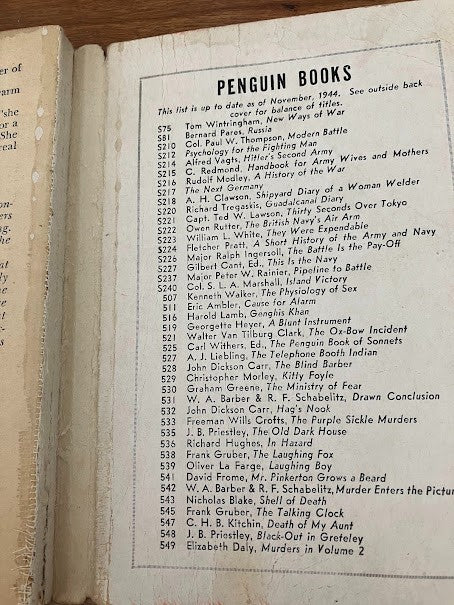 er of
arm
"she
or a
She
real
on-
ers
PENGUIN BOOKS
This list is up to date as of November, 1944. See outside back
cover for balance of titles.
S75 Tom Wintringham, New Ways of War
S81 Bernard Pares, Russia
S210 Col. Paul W. Thompson, Modern Battle
S212 Psychology for the Fighting Man
S214 Alfred Vagts, Hitler's Second Army
S215 C. Redmond, Handbook for Army Wives and Mothers
S216 Rudolf Modley, A History of the War
S217 The Next Germany
S218 A. H. Clawson, Shipyard Diary of a Woman Welder
S220 Richard Tregaskis, Guadalcanal Diary
S221 Capt. Ted W. Lawson, Thirty Seconds Over Tokyo
S222 Owen Rutter, The British Navy's Air Arm
S223 William L. White, They Were Expendable
S224 Fletcher Pratt, A Short History of the Army and Navy
S226 Major Ralph Ingersoll, The Battle Is the Pay-Off
S227 Gilbert Cant, Ed., This Is the Navy
S237 Major Peter W. Rainier, Pipeline to Battle
S240 Col. S. L. A. Marshall, Island Victory
507 Kenneth Walker, The Physiology of Sex
511 Eric Ambler, Cause for Alarm
516 Harold Lamb, Genghis Khan
519 Georgette Heyer, A Blunt Instrument
521 Walter Van Tilburg Clark, The Ox-Bow Incident
525 Carl Withers, Ed., The Penguin Book of Sonnets
527 A. J. Liebling, The Telephone Booth Indian
528 John Dickson Carr, The Blind Barber
529 Christopher Morley, Kitty Foyle
530 Graham Greene, The Ministry of Fear
531 W. A. Barber & R. F. Schabelitz, Drawn Conclusion
532 John Dickson Carr, Hag's Nook
533 Freeman Wills Crofts, The Purple Sickle Murders
535 J. B. Priestley, The Old Dark House
536 Richard Hughes, In Hazard
538 Frank Gruber, The Laughing Fox
539 Oliver La Farge, Laughing Boy
541 David Frome, Mr. Pinkerton Grows a Beard
542 W. A. Barber & R. F. Schabelitz, Murder Enters the Pictur
543 Nicholas Blake, Shell of Death
545 Frank Gruber, The Talking Clock
547 C. H. B. Kitchin, Death of My Aunt
548 J. B. Priestley, Black-Out in Greteley
549 Elizabeth Daly, Murders in Volume 2